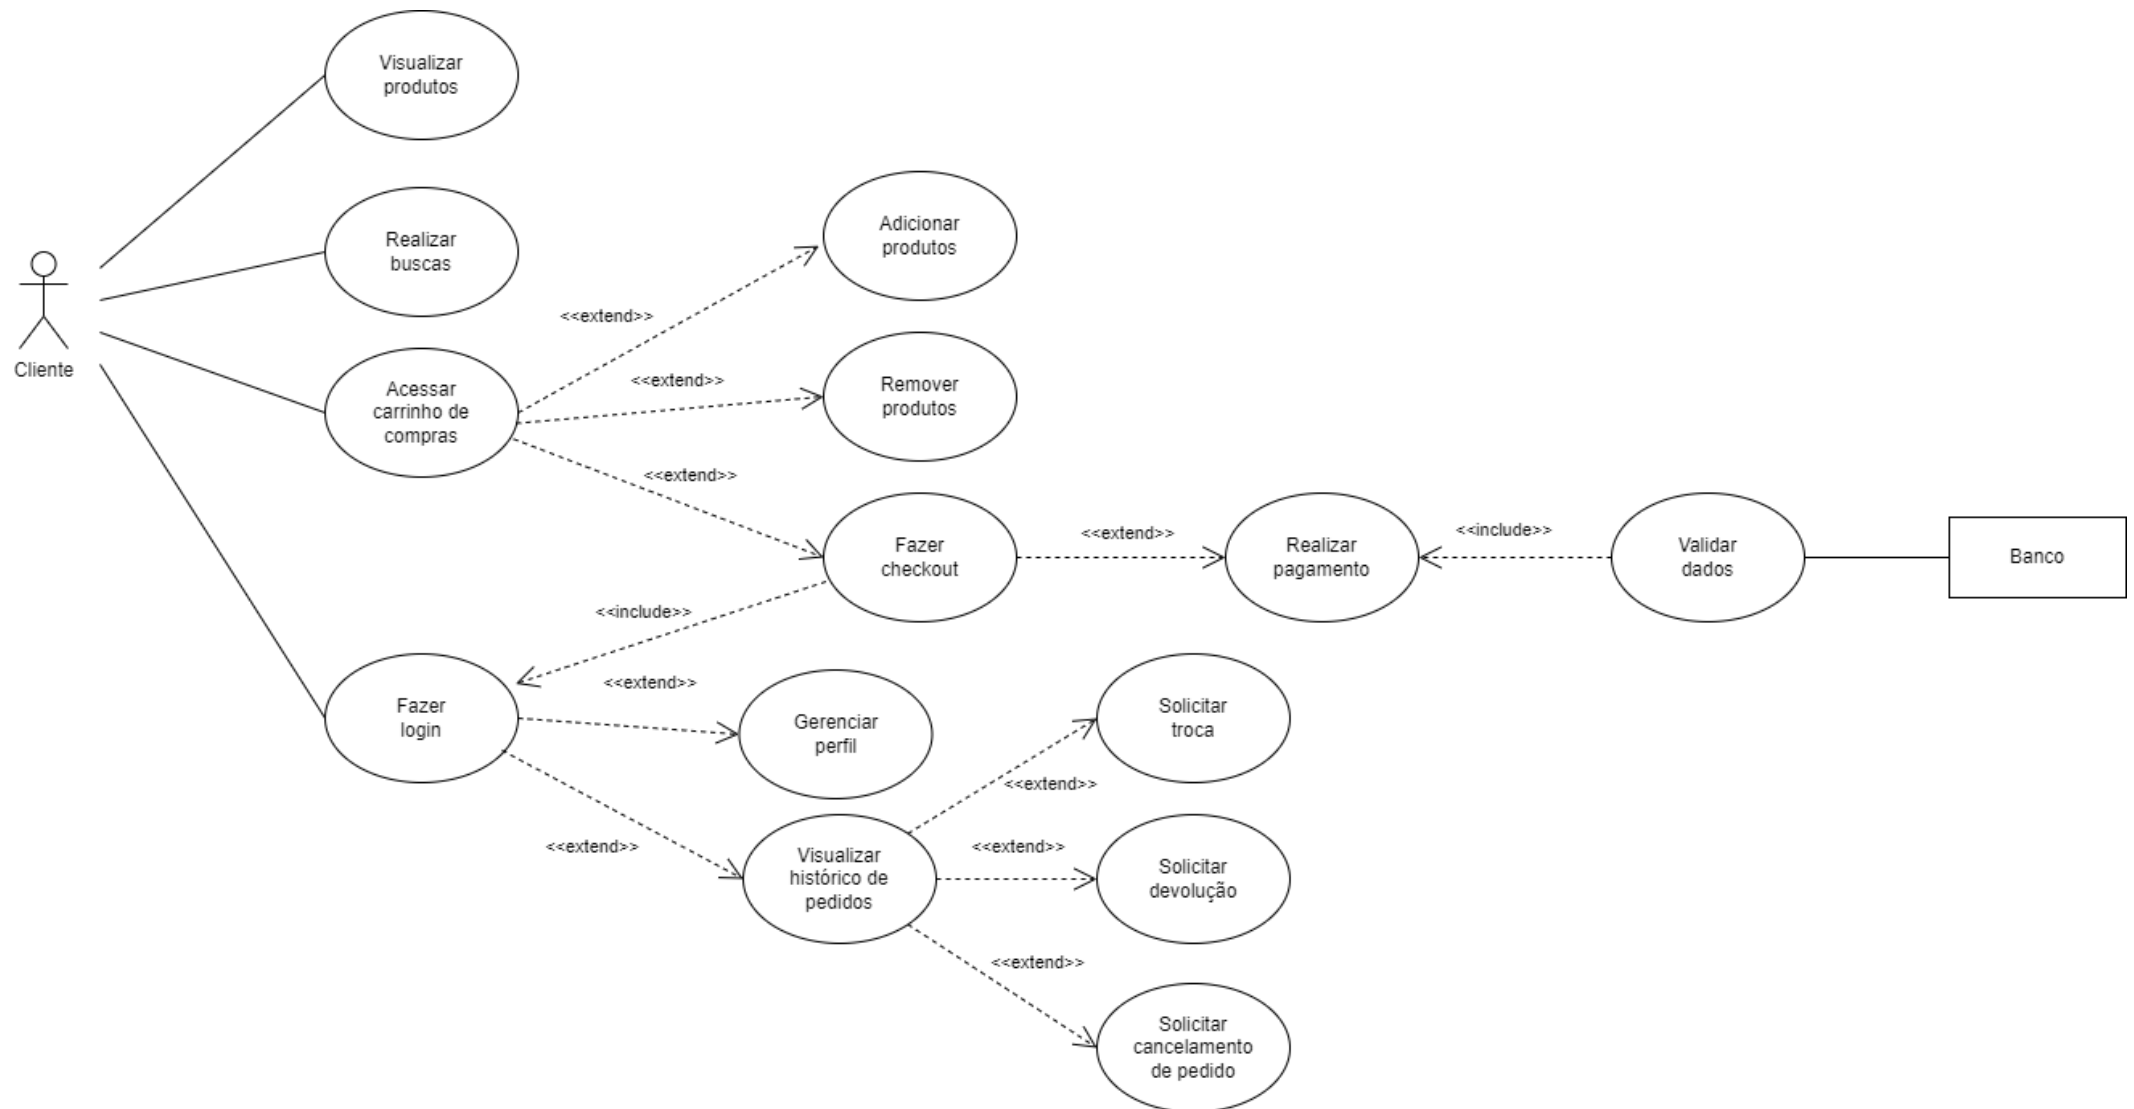 Visualizar
produtos
Realizar
buscas
Cliente
Acessar
carrinho de
compras
<<extend>>
<<extend>>
<<extend>>
Adicionar
produtos
Remover
produtos
Fazer
checkout
<<extend>>
Realizar
pagamento
<<include>>
Validar
dados
Banco
<<include>>
Fazer
login
<<extend>>
Gerenciar
perfil
<<extend>>
Visualizar
histórico de
pedidos
<<extend>>
Solicitar
troca
<<extend>>
Solicitar
devolução
<<extend>>
Solicitar
cancelamento
de pedido